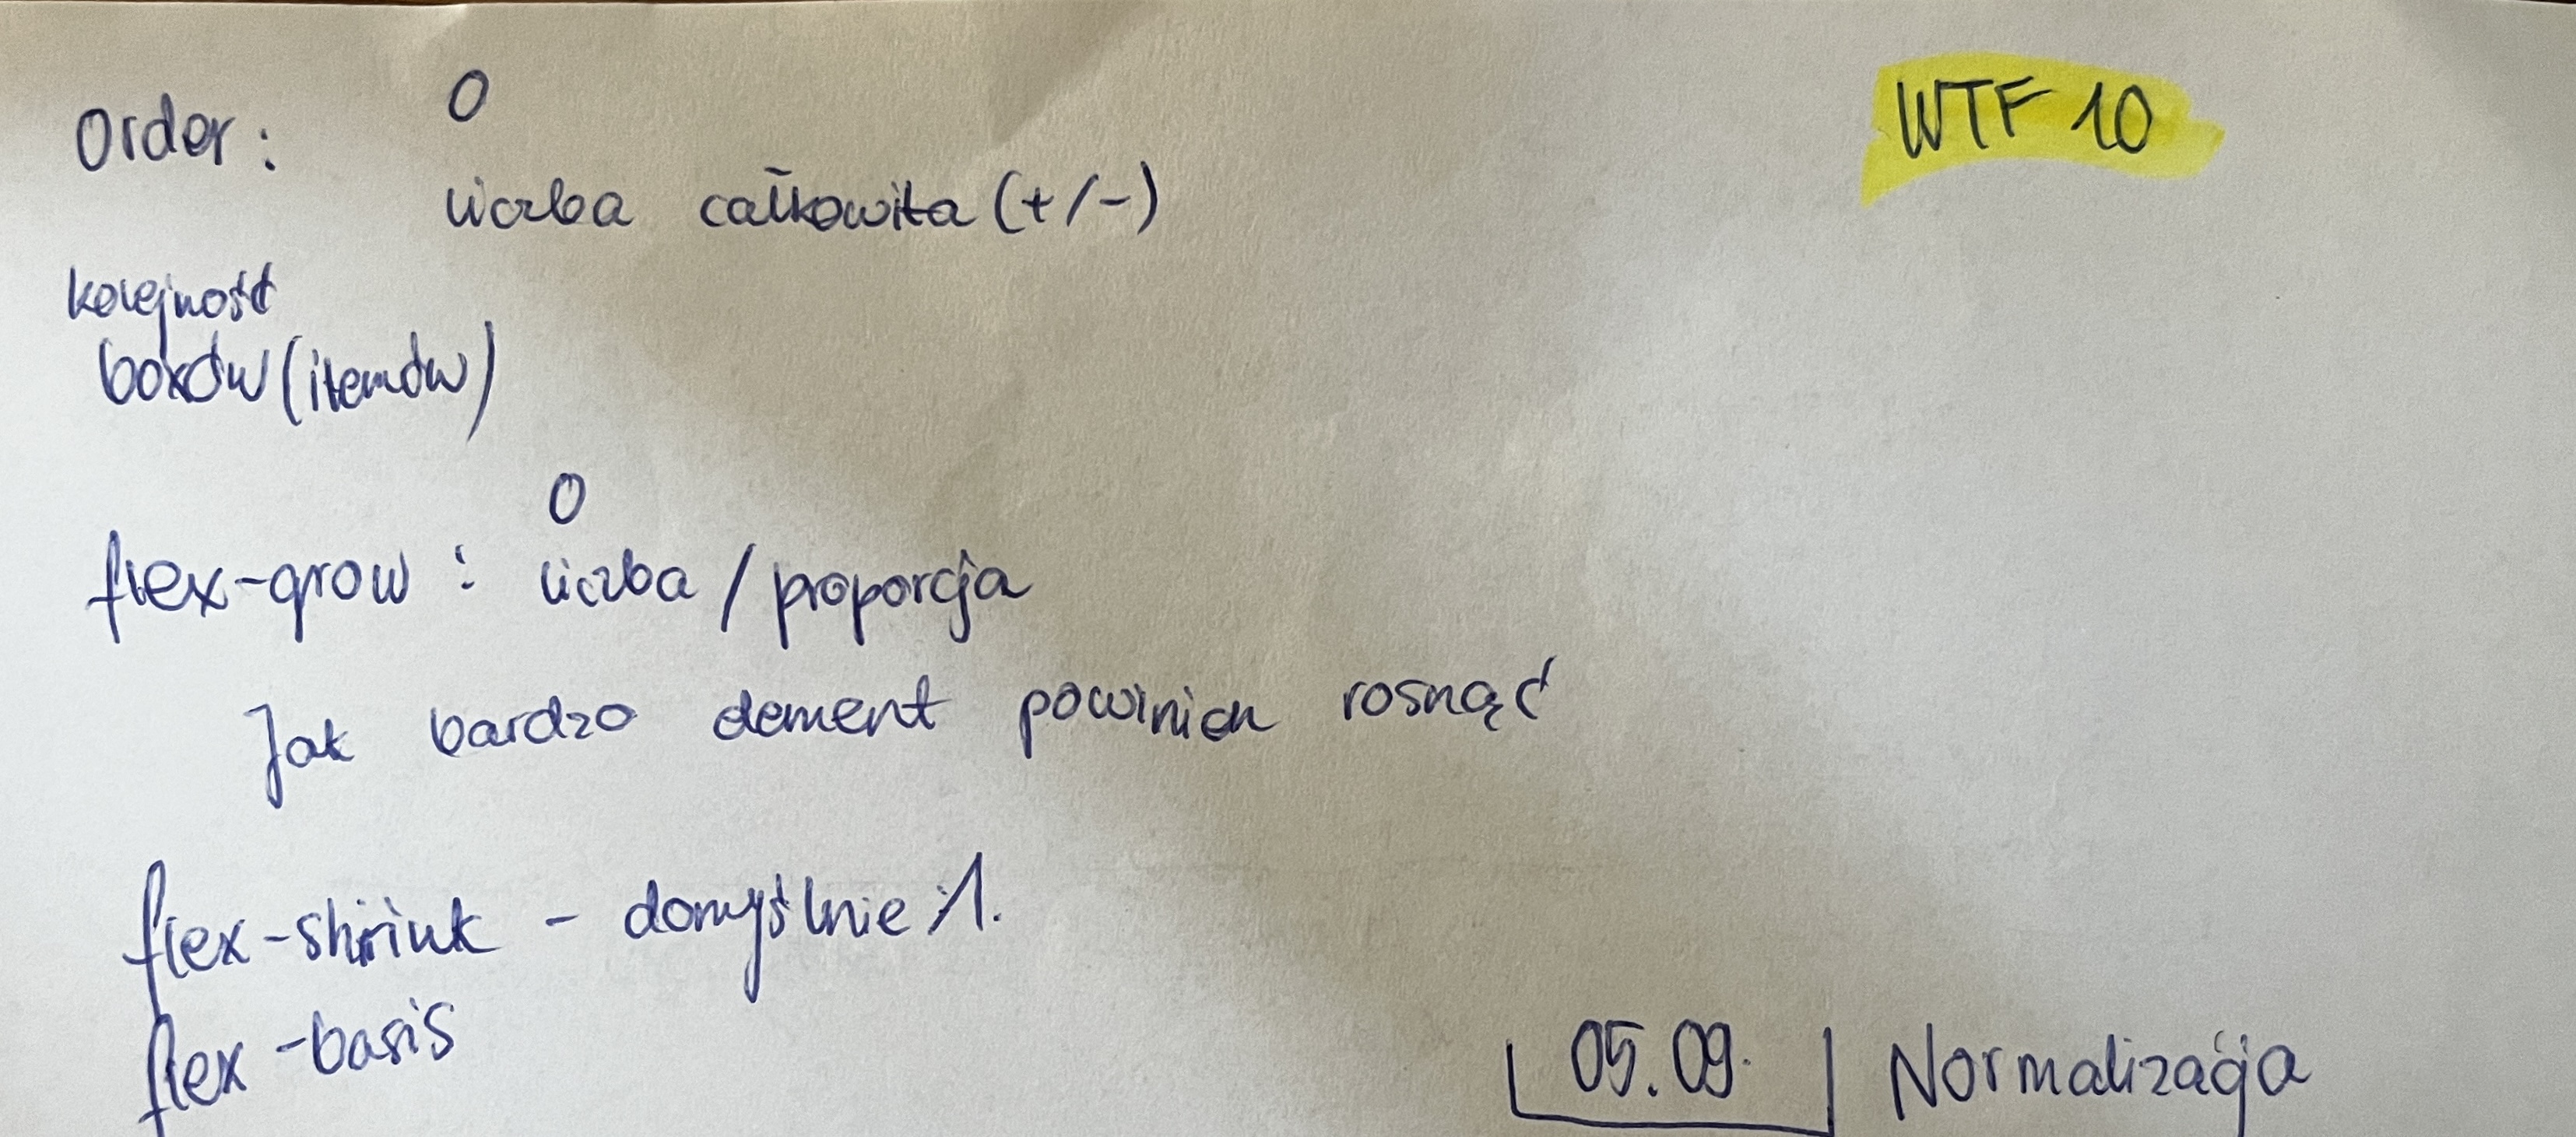 WTF 10
Order: 0
liczba całkowita (+/-)
kolejność
boxów (itemów)
0
flex-grow : liczba / proporcja
Jak bardzo element powinien rosnąć
flex-shrink - domyślnie 1.
flex-basis
05.09. Normalizacja